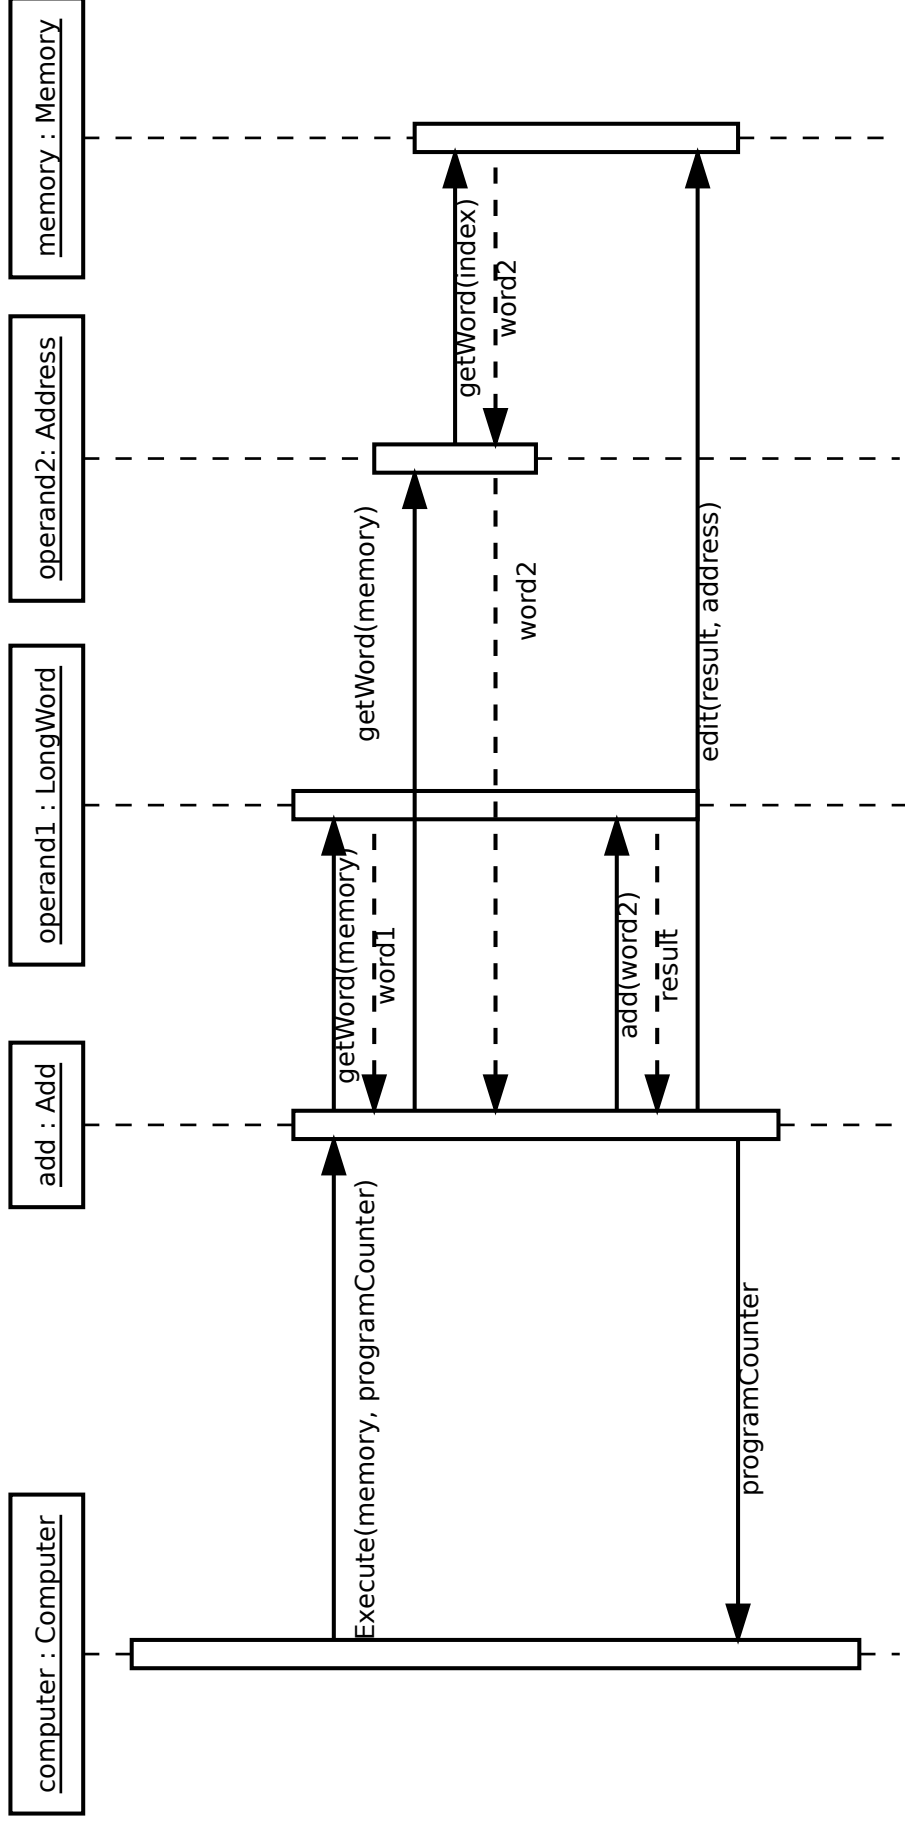 computer : Computer
add : Add
operand1 : LongWord
operand2: Address
memory : Memory
Execute(memory, programCounter)
getWord(memory)
word1
getWord(memory)
getWord(index)
word2
word2
add(word2)
result
edit(result, address)
programCounter